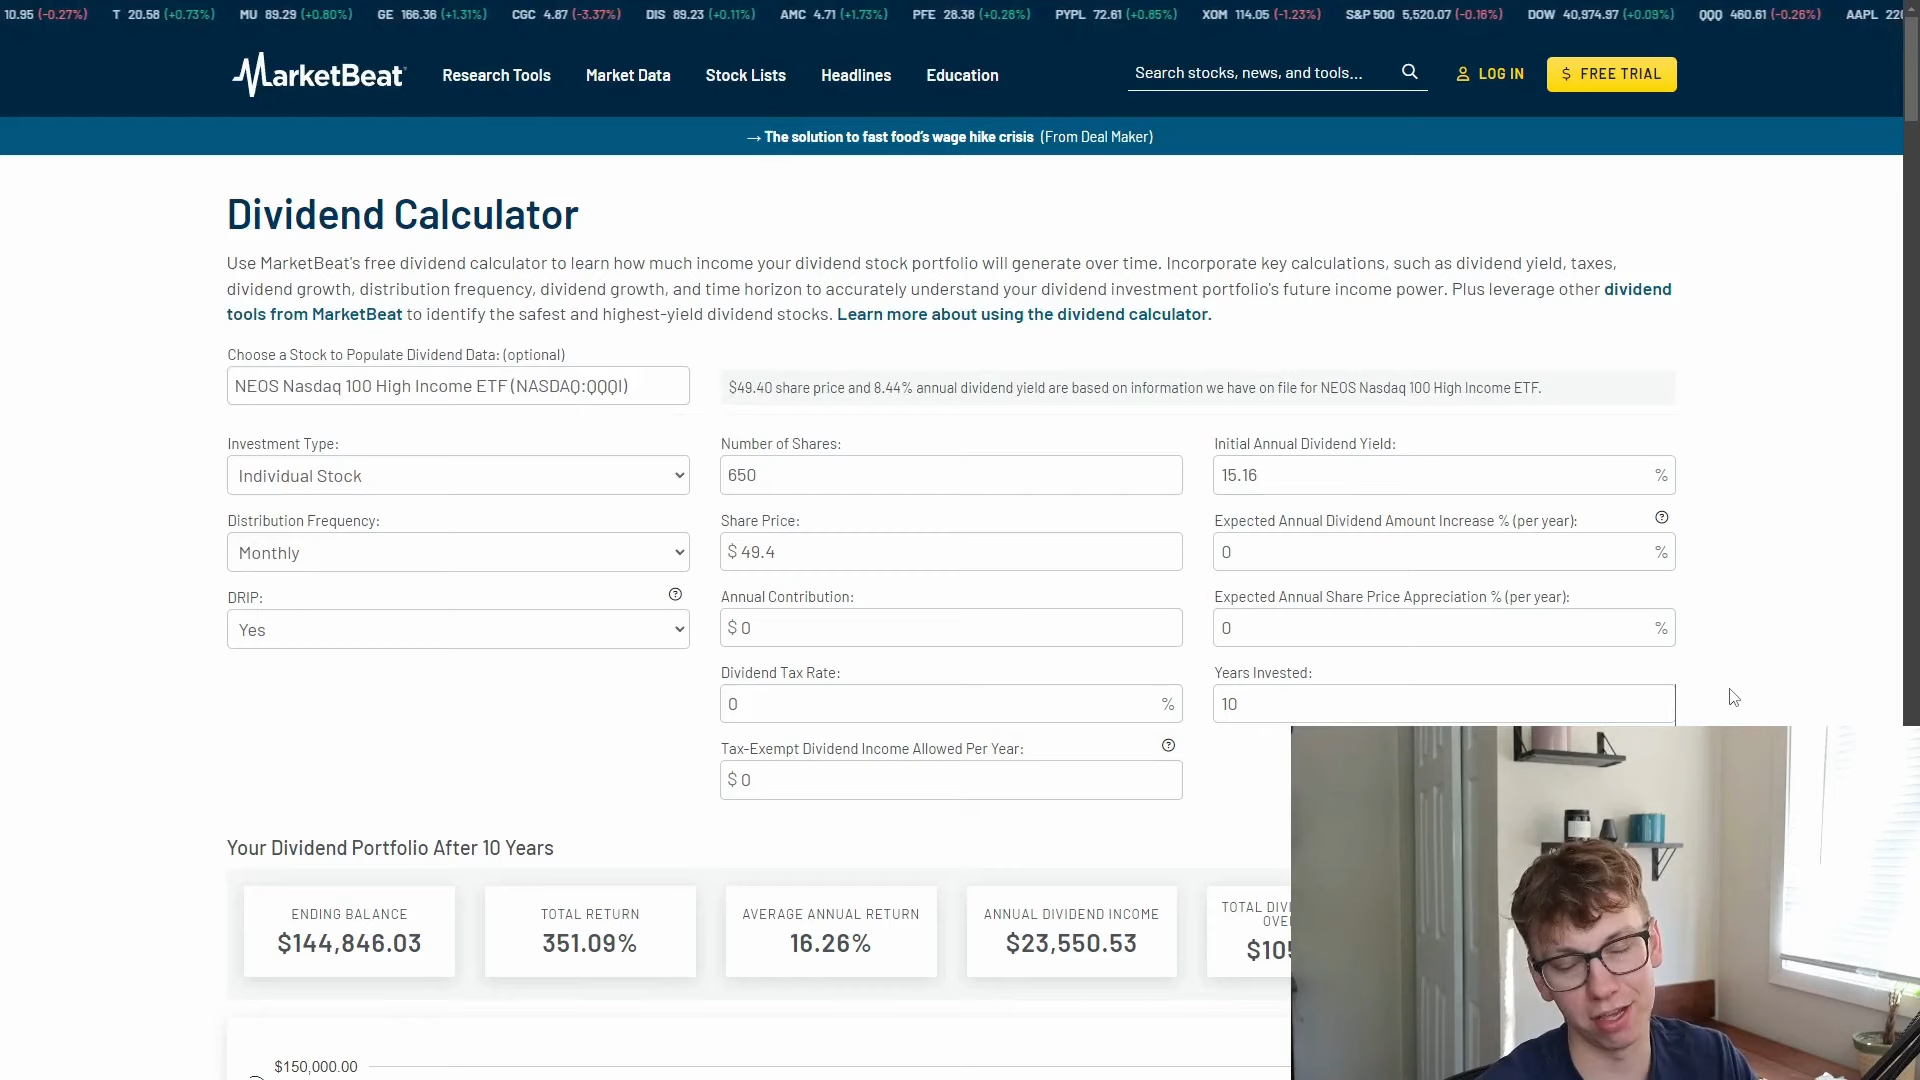 10.95 (-0.27%) T 20.58 (+0.73%) MU 89.29 (+0.80%) GE 166.36 (+1.31%) CGC 4.87 (-3.37%) DIS 89.23 (+0.11%) AMC 4.71 (+1.73%) PFE 28.38 (+0.28%) PYPL 72.61 (+0.85%) XOM 114.05 (-1.23%) S&P 500 5,520.07 (-0.16%) DOW 40,974.97 (+0.09%) QQQ 460.61 (-0.26%) AAPL
MarketBeat Research Tools Market Data Stock Lists Headlines Education Search stocks, news, and tools... LOG IN $ FREE TRIAL
→ The solution to fast food's wage hike crisis (From Deal Maker)
Dividend Calculator
Use MarketBeat's free dividend calculator to learn how much income your dividend stock portfolio will generate over time. Incorporate key calculations, such as dividend yield, taxes,
dividend growth, distribution frequency, dividend growth, and time horizon to accurately understand your dividend investment portfolio's future income power. Plus leverage other dividend
tools from MarketBeat to identify the safest and highest-yield dividend stocks. Learn more about using the dividend calculator.
Choose a Stock to Populate Dividend Data: (optional)
NEOS Nasdaq 100 High Income ETF (NASDAQ:QQQI)
$49.40 share price and 8.44% annual dividend yield are based on information we have on file for NEOS Nasdaq 100 High Income ETF.
Investment Type: Number of Shares: Initial Annual Dividend Yield:
Individual Stock 650 15.16 %
Distribution Frequency: Share Price: Expected Annual Dividend Amount Increase % (per year): ?
Monthly $ 49.4 0 %
DRIP: ? Annual Contribution: Expected Annual Share Price Appreciation % (per year):
Yes $ 0 0 %
Dividend Tax Rate: Years Invested:
0 % 10
Tax-Exempt Dividend Income Allowed Per Year: ?
$ 0
Your Dividend Portfolio After 10 Years
ENDING BALANCE
$144,846.03
TOTAL RETURN
351.09%
AVERAGE ANNUAL RETURN
16.26%
ANNUAL DIVIDEND INCOME
$23,550.53
TOTAL
$150,000.00